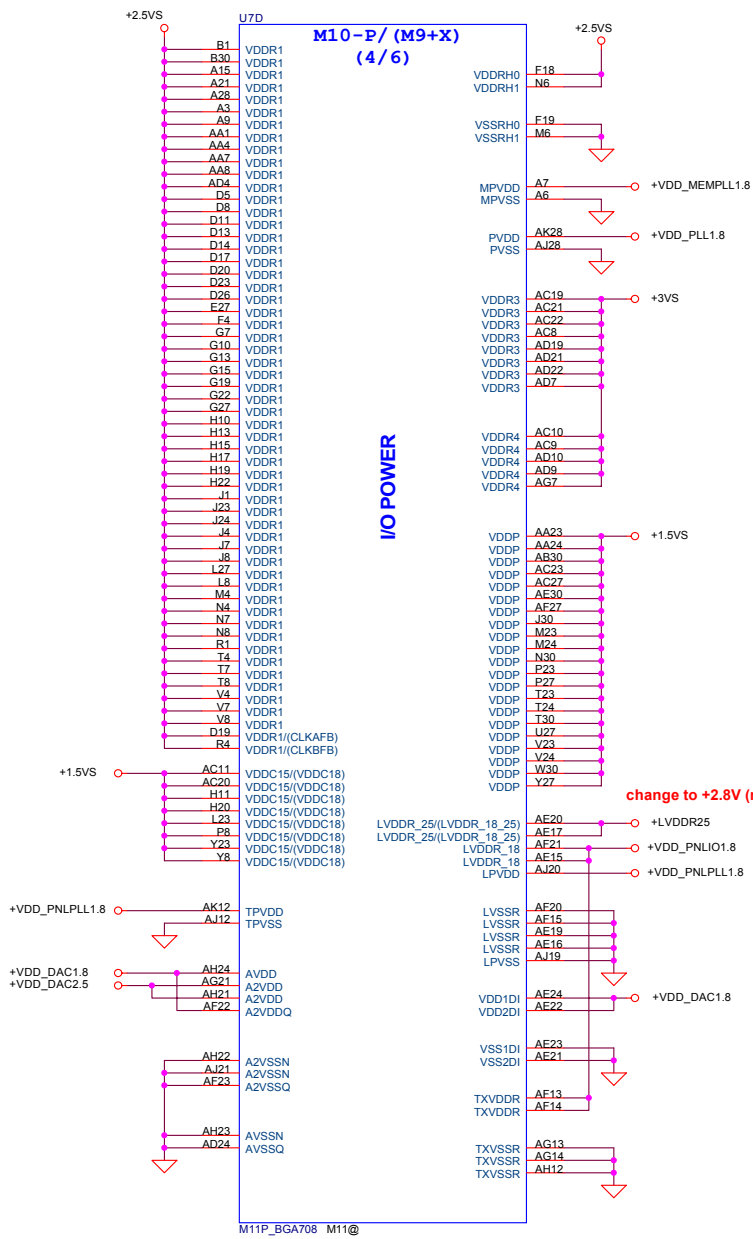 U7D
M10-P/(M9+X)
(4/6)
I/O POWER
+2.5VS
B1 VDDR1
B30 VDDR1
A15 VDDR1
A21 VDDR1
A28 VDDR1
A3 VDDR1
A9 VDDR1
AA1 VDDR1
AA4 VDDR1
AA7 VDDR1
AA8 VDDR1
AD4 VDDR1
D5 VDDR1
D8 VDDR1
D11 VDDR1
D13 VDDR1
D14 VDDR1
D17 VDDR1
D20 VDDR1
D23 VDDR1
D26 VDDR1
E27 VDDR1
F4 VDDR1
G7 VDDR1
G10 VDDR1
G13 VDDR1
G15 VDDR1
G19 VDDR1
G22 VDDR1
G27 VDDR1
H10 VDDR1
H13 VDDR1
H15 VDDR1
H17 VDDR1
H19 VDDR1
H22 VDDR1
J1 VDDR1
J23 VDDR1
J24 VDDR1
J4 VDDR1
J7 VDDR1
J8 VDDR1
L27 VDDR1
L8 VDDR1
M4 VDDR1
N4 VDDR1
N7 VDDR1
N8 VDDR1
R1 VDDR1
T4 VDDR1
T7 VDDR1
T8 VDDR1
V4 VDDR1
V7 VDDR1
V8 VDDR1
D19 VDDR1/(CLKAFB)
R4 VDDR1/(CLKBFB)
+1.5VS
AC11 VDDC15/(VDDC18)
AC20 VDDC15/(VDDC18)
H11 VDDC15/(VDDC18)
H20 VDDC15/(VDDC18)
L23 VDDC15/(VDDC18)
P8 VDDC15/(VDDC18)
Y23 VDDC15/(VDDC18)
Y8 VDDC15/(VDDC18)
+VDD_PNLPLL1.8 AK12 TPVDD
AJ12 TPVSS
+VDD_DAC1.8 AH24 AVDD
+VDD_DAC2.5 AG21 A2VDD
AH21 A2VDD
AF22 A2VDDQ
AH22 A2VSSN
AJ21 A2VSSN
AF23 A2VSSQ
AH23 AVSSN
AD24 AVSSQ
+2.5VS
VDDRH0 F18
VDDRH1 N6
VSSRH0 F19
VSSRH1 M6
MPVDD A7 +VDD_MEMPLL1.8
MPVSS A6
PVDD AK28 +VDD_PLL1.8
PVSS AJ28
VDDR3 AC19 +3VS
VDDR3 AC21
VDDR3 AC22
VDDR3 AC8
VDDR3 AD19
VDDR3 AD21
VDDR3 AD22
VDDR3 AD7
VDDR4 AC10
VDDR4 AC9
VDDR4 AD10
VDDR4 AD9
VDDR4 AG7
VDDP AA23 +1.5VS
VDDP AA24
VDDP AB30
VDDP AC23
VDDP AC27
VDDP AE30
VDDP AF27
VDDP J30
VDDP M23
VDDP M24
VDDP N30
VDDP P23
VDDP P27
VDDP T23
VDDP T24
VDDP T30
VDDP U27
VDDP V23
VDDP V24
VDDP W30
VDDP Y27
change to +2.8V
LVDDR_25/(LVDDR_18_25) AE20 +LVDDR25
LVDDR_25/(LVDDR_18_25) AE17
LVDDR_18 AF21 +VDD_PNLIO1.8
LVDDR_18 AE15
LPVDD AJ20 +VDD_PNLPLL1.8
LVSSR AF20
LVSSR AF15
LVSSR AE19
LVSSR AE16
LPVSS AJ19
VDD1DI AE24 +VDD_DAC1.8
VDD2DI AE22
VSS1DI AE23
VSS2DI AE21
TXVDDR AF13
TXVDDR AF14
TXVSSR AG13
TXVSSR AG14
TXVSSR AH12
M11P_BGA708 M11@